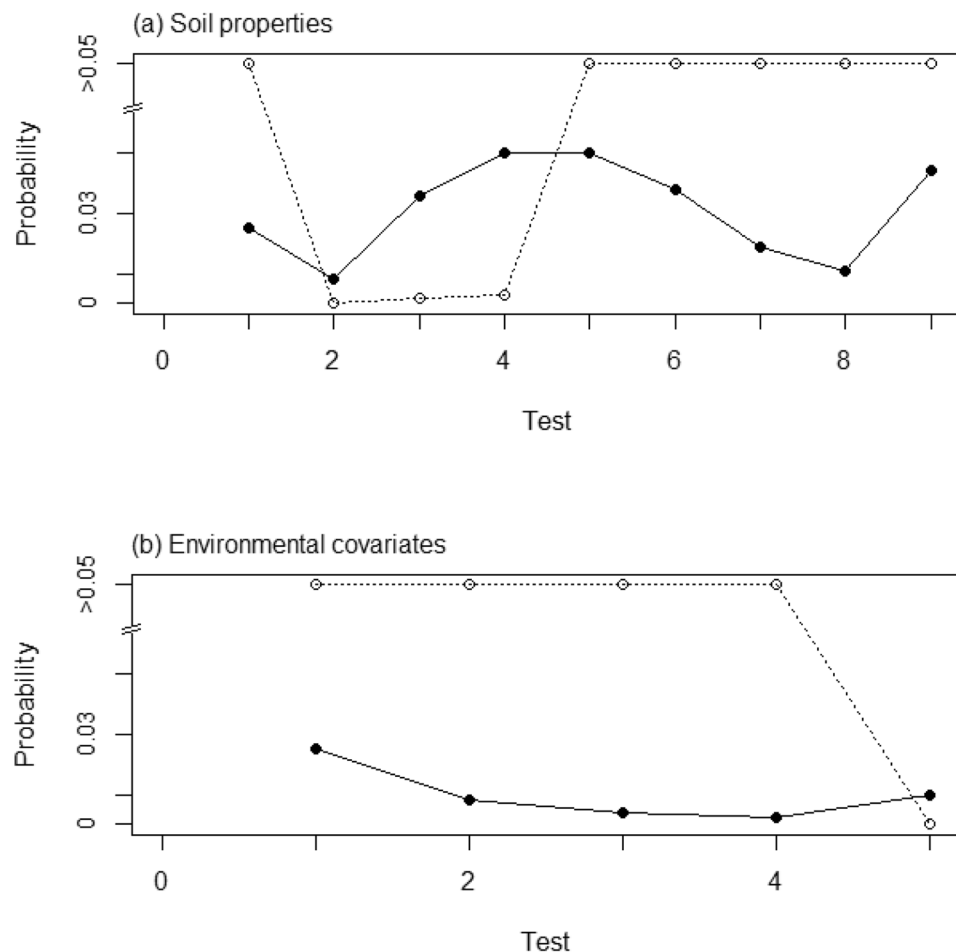 (a) Soil properties
>0.05
0.03
0
Probability
0
2
4
6
8
Test
(b) Environmental covariates
>0.05
0.03
0
Probability
0
2
4
Test